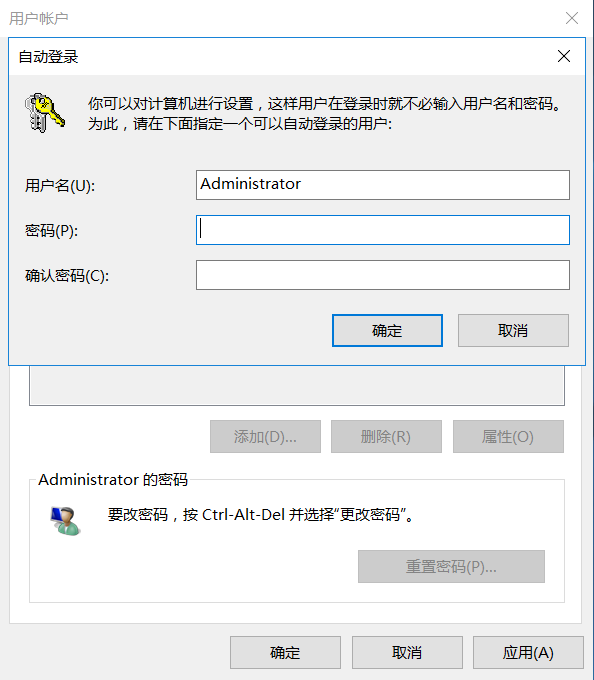 用户帐户
自动登录
你可以对计算机进行设置，这样用户在登录时就不必输入用户名和密码。
为此，请在下面指定一个可以自动登录的用户:
用户名(U):
Administrator
密码(P):
确认密码(C):
确定
取消
添加(D)...
删除(R)
属性(O)
Administrator 的密码
要改密码，按 Ctrl-Alt-Del 并选择“更改密码”。
重置密码(P)...
确定
取消
应用(A)